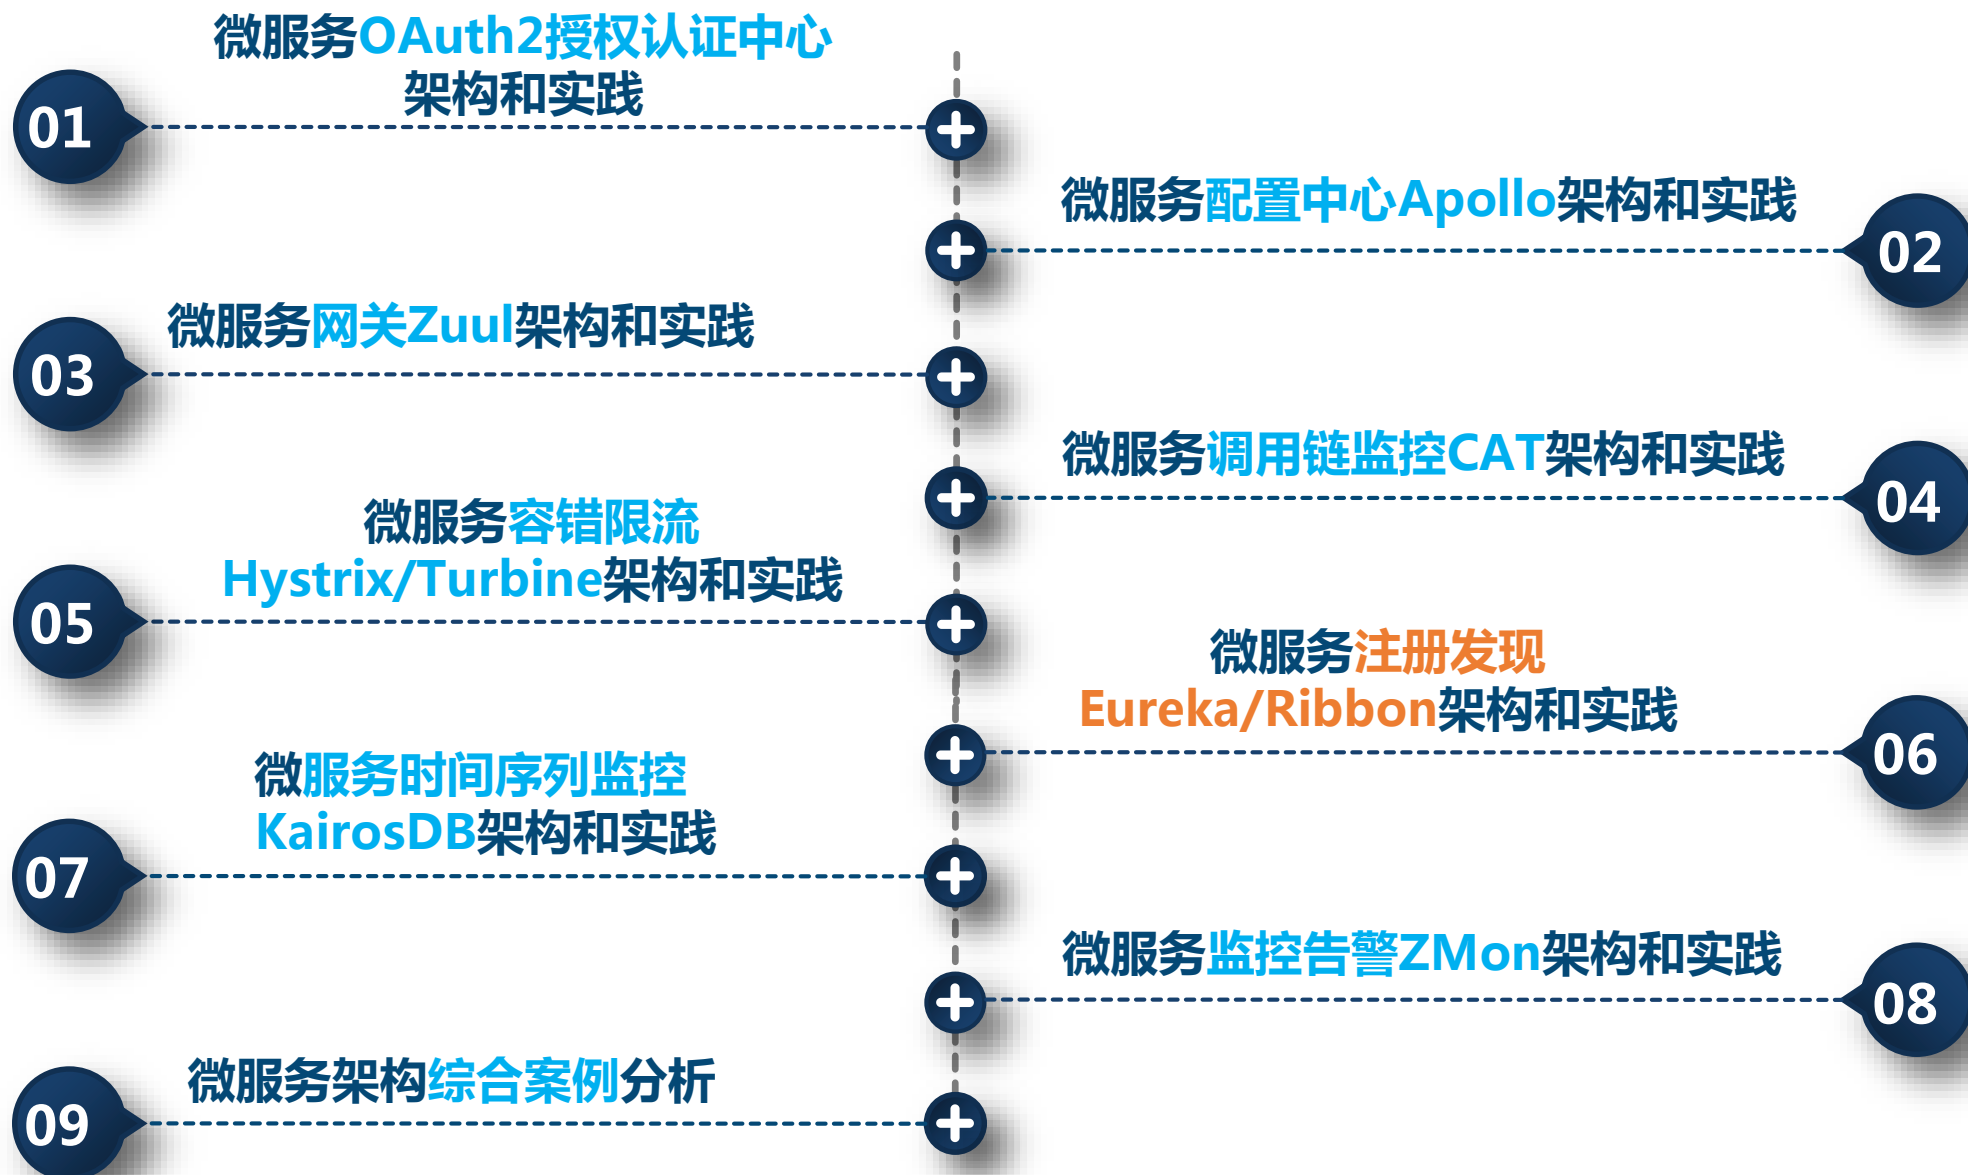 01
微服务OAuth2授权认证中心
架构和实践
02
微服务配置中心Apollo架构和实践
03
微服务网关Zuul架构和实践
04
微服务调用链监控CAT架构和实践
05
微服务容错限流
Hystrix/Turbine架构和实践
06
微服务注册发现
Eureka/Ribbon架构和实践
07
微服务时间序列监控
KairosDB架构和实践
08
微服务监控告警ZMon架构和实践
09
微服务架构综合案例分析